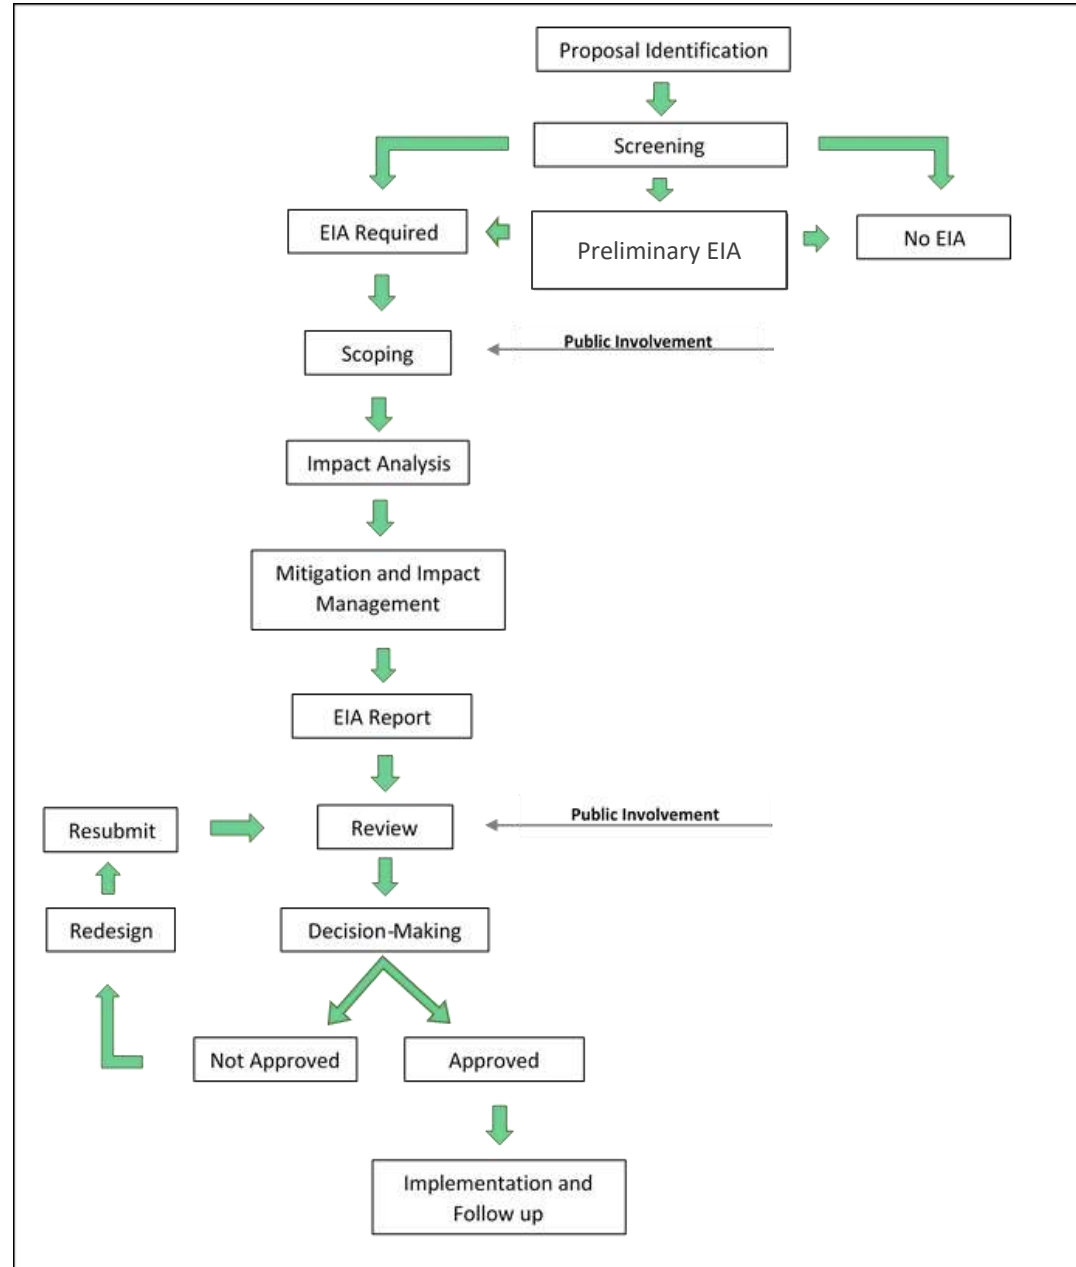 Proposal Identification
Screening
EIA Required
Preliminary EIA
No EIA
Scoping
Public Involvement
Impact Analysis
Mitigation and Impact
Management
EIA Report
Resubmit
Review
Public Involvement
Redesign
Decision-Making
Not Approved
Approved
Implementation and
Follow up